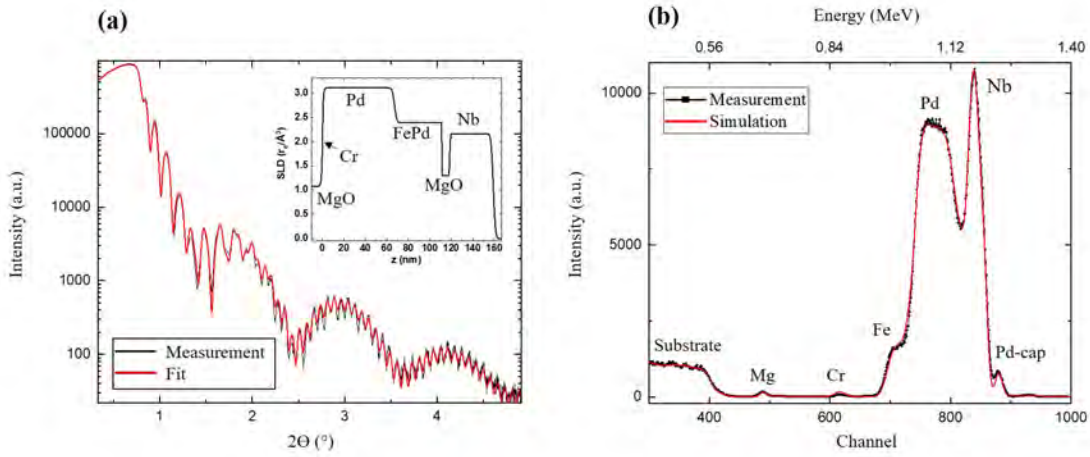 (a)
Intensity (a.u.)
100000
10000
1000
100
1
2
3
4
2Θ (°)
Measurement
Fit
SLD (rₑ/Å³)
3.0
2.5
2.0
1.5
1.0
0.5
0.0
0 20 40 60 80 100 120 140 160
z (nm)
Pd
FePd
Nb
Cr
MgO
MgO
(b)
Energy (MeV)
0.56
0.84
1.12
1.40
Intensity (a.u.)
10000
5000
0
Measurement
Simulation
Pd
Nb
Fe
Substrate
Mg
Cr
Pd-cap
400
600
800
1000
Channel